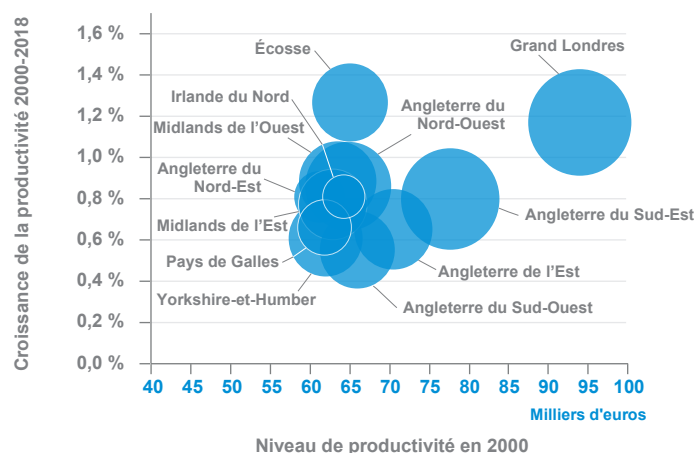 Croissance de la productivité 2000-2018
1,6 %
1,4 %
1,2 %
1,0 %
0,8 %
0,6 %
0,4 %
0,2 %
0,0 %
Écosse
Grand Londres
Irlande du Nord
Angleterre du
Nord-Ouest
Midlands de l'Ouest
Angleterre du
Nord-Est
Midlands de l'Est
Angleterre du Sud-Est
Pays de Galles
Angleterre de l'Est
Yorkshire-et-Humber
Angleterre du Sud-Ouest
40 45 50 55 60 65 70 75 80 85 90 95 100
Milliers d'euros
Niveau de productivité en 2000